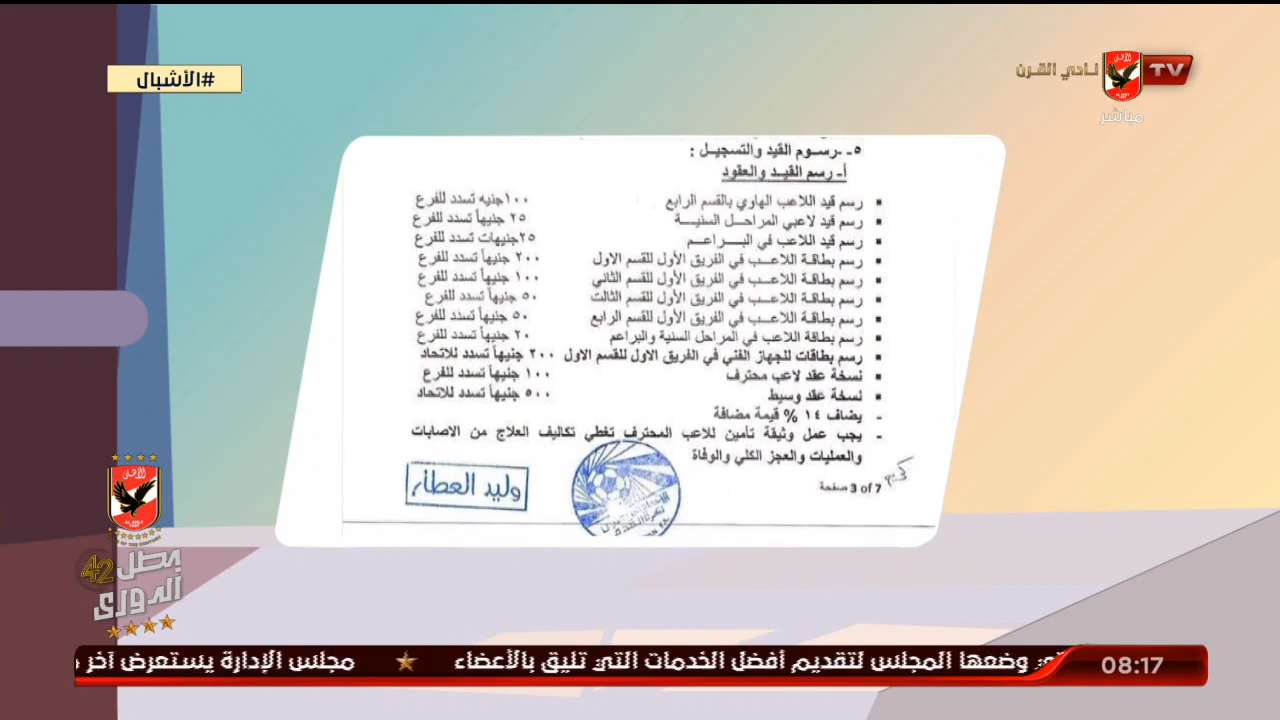 #الأشبال
نادي القرن
TV
مباشر
٥- -رسوم القيد والتسجيل :
أ- رسم القيد والعقود
▪ رسم قيد اللاعب الهاوي بالقسم الرابع ١٠٠جنيه تسدد للفرع
▪ رسم قيد لاعبي المراحل السنية ٢٥ جنيهاً تسدد للفرع
▪ رسم قيد اللاعب في البراعم ٢٥جنيهات تسدد للفرع
▪ رسم بطاقة اللاعب في الفريق الأول للقسم الاول ٢٠٠ جنيهاً تسدد للفرع
▪ رسم بطاقة اللاعب في الفريق الأول للقسم الثاني ١٠٠ جنيهاً تسدد للفرع
▪ رسم بطاقة اللاعب في الفريق الأول للقسم الثالث ٥٠ جنيهاً تسدد للفرع
▪ رسم بطاقة اللاعب في الفريق الأول للقسم الرابع ٥٠ جنيهاً تسدد للفرع
▪ رسم بطاقة اللاعب في المراحل السنية والبراعم ٢٠ جنيهاً تسدد للفرع
▪ رسم بطاقات للجهاز الفني في الفريق الاول للقسم الاول ٢٠٠ جنيهاً تسدد للاتحاد
▪ نسخة عقد لاعب محترف ١٠٠ جنيهاً تسدد للفرع
▪ نسخة عقد وسيط ٥٠٠ جنيهاً تسدد للاتحاد
- يضاف ١٤ % قيمة مضافة
- يجب عمل وثيقة تأمين للاعب المحترف تغطي تكاليف العلاج من الاصابات
والعمليات والعجز الكلي والوفاة
3 of 7 صفحة
وليد العطار
بطل 42
الدوري
وضعها المجلس لتقديم أفضل الخدمات التي تليق بالأعضاء ★ مجلس الإدارة يستعرض آخر
08:17